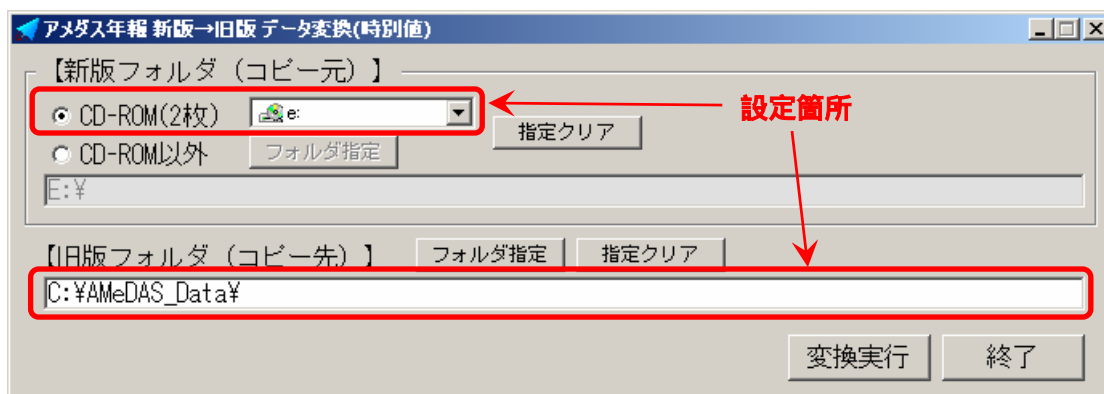 アメダス年報 新版→旧版 データ変換(時別値)
【新版フォルダ（コピー元）】
CD-ROM(2枚) e: 設定箇所
指定クリア
CD-ROM以外 フォルダ指定
E:¥
【旧版フォルダ（コピー先）】 フォルダ指定 指定クリア
C:¥AMeDAS_Data¥
変換実行 終了